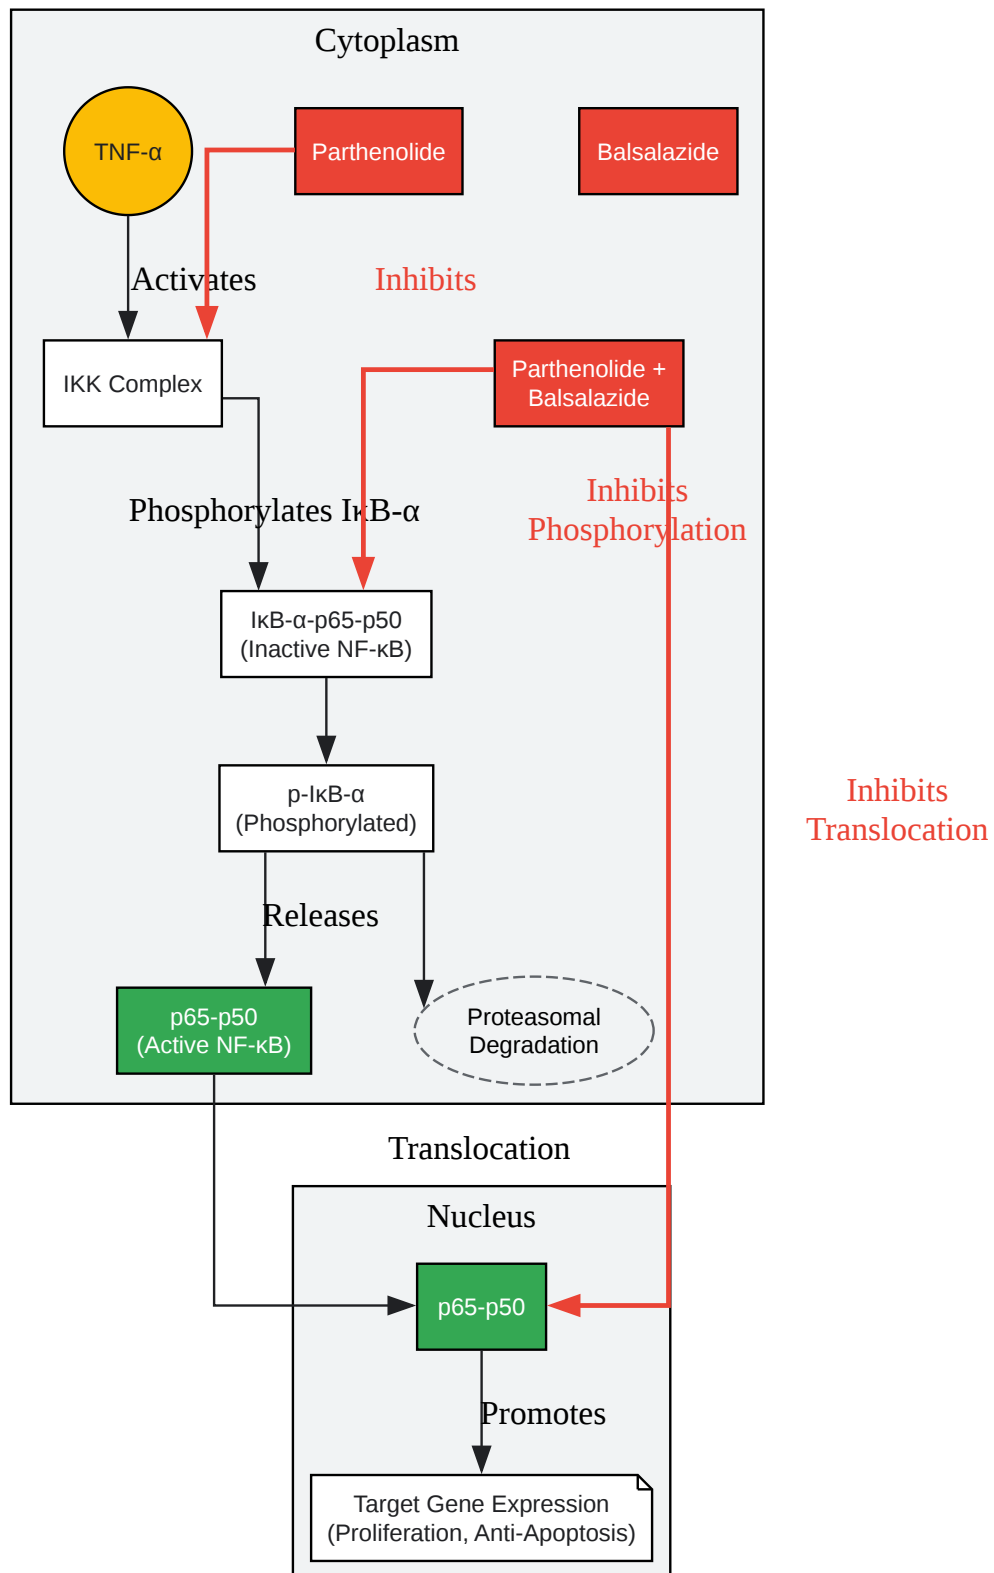 Cytoplasm
TNF-α
Parthenolide
Balsalazide
Activates
Inhibits
IKK Complex
Parthenolide +
Balsalazide
Phosphorylates IκB-α
Inhibits
Phosphorylation
IκB-α-p65-p50
(Inactive NF-κB)
p-IκB-α
(Phosphorylated)
Inhibits
Translocation
Releases
p65-p50
(Active NF-κB)
Proteasomal
Degradation
Translocation
Nucleus
p65-p50
Promotes
Target Gene Expression
(Proliferation, Anti-Apoptosis)